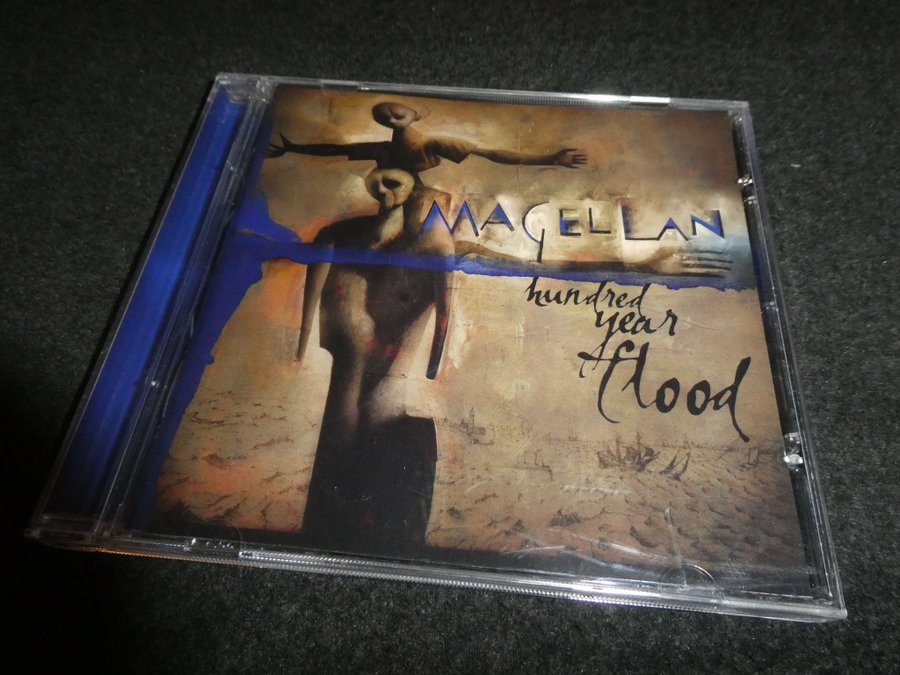 MAGELLAN
hundred
year
flood